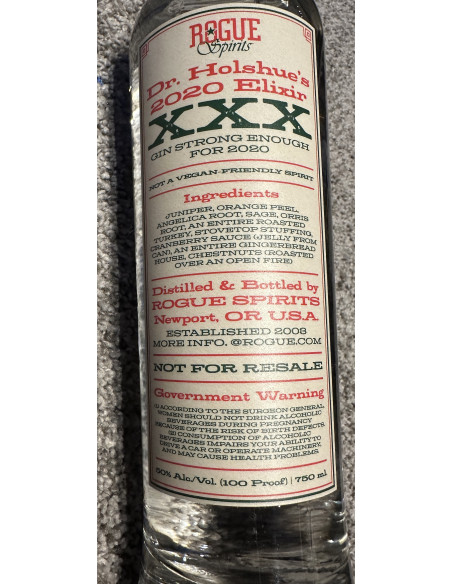 ROGUE
Spirits
Dr. Holshue's
2020 Elixir
XXX
GIN STRONG ENOUGH
FOR 2020
NOT A VEGAN-FRIENDLY SPIRIT
Ingredients
JUNIPER, ORANGE PEEL,
ANGELICA ROOT, SAGE, ORRIS
ROOT, AN ENTIRE ROASTED
TURKEY, STOVETOP STUFFING,
CRANBERRY SAUCE (JELLY FROM
CAN), AN ENTIRE GINGERBREAD
HOUSE, CHESTNUTS (ROASTED
OVER AN OPEN FIRE)
Distilled & Bottled by
ROGUE SPIRITS
Newport, OR U.S.A.
ESTABLISHED 2003
MORE INFO. @ROGUE.COM
NOT FOR RESALE
Government Warning
(1) ACCORDING TO THE SURGEON GENERAL,
WOMEN SHOULD NOT DRINK ALCOHOLIC
BEVERAGES DURING PREGNANCY
BECAUSE OF THE RISK OF BIRTH DEFECTS.
(2) CONSUMPTION OF ALCOHOLIC
BEVERAGES IMPAIRS YOUR ABILITY TO
DRIVE A CAR OR OPERATE MACHINERY,
AND MAY CAUSE HEALTH PROBLEMS.
50% Alc/Vol. (100 Proof) | 750 ml